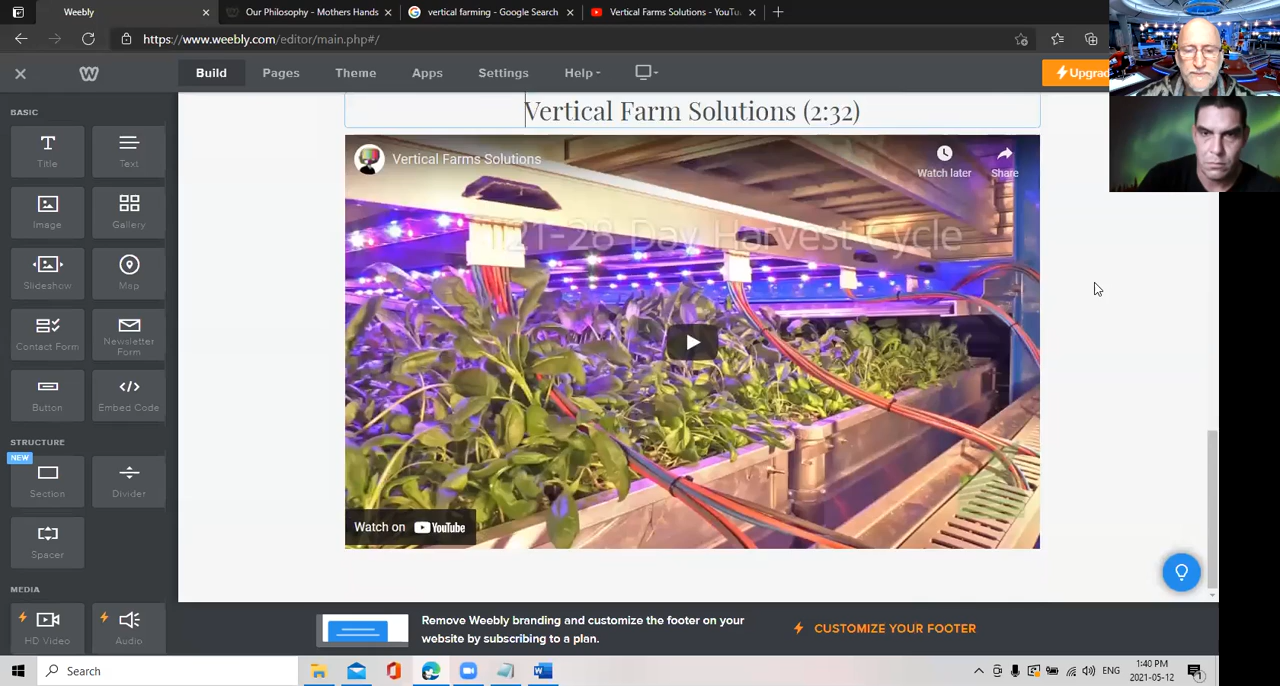 Weebly
Our Philosophy - Mothers Hands
vertical farming - Google Search
Vertical Farms Solutions - YouTu
https://www.weebly.com/editor/main.php#/
Build
Pages
Theme
Apps
Settings
Help
Upgrad
BASIC
Title
Text
Image
Gallery
Slideshow
Map
Contact Form
Newsletter
Form
Button
Embed Code
STRUCTURE
NEW
Section
Divider
Spacer
MEDIA
HD Video
Audio
Vertical Farm Solutions (2:32)
Vertical Farms Solutions
Watch later
Share
21-28 Day Harvest Cycle
Watch on YouTube
Remove Weebly branding and customize the footer on your
website by subscribing to a plan.
CUSTOMIZE YOUR FOOTER
Search
ENG
1:40 PM
2021-05-12